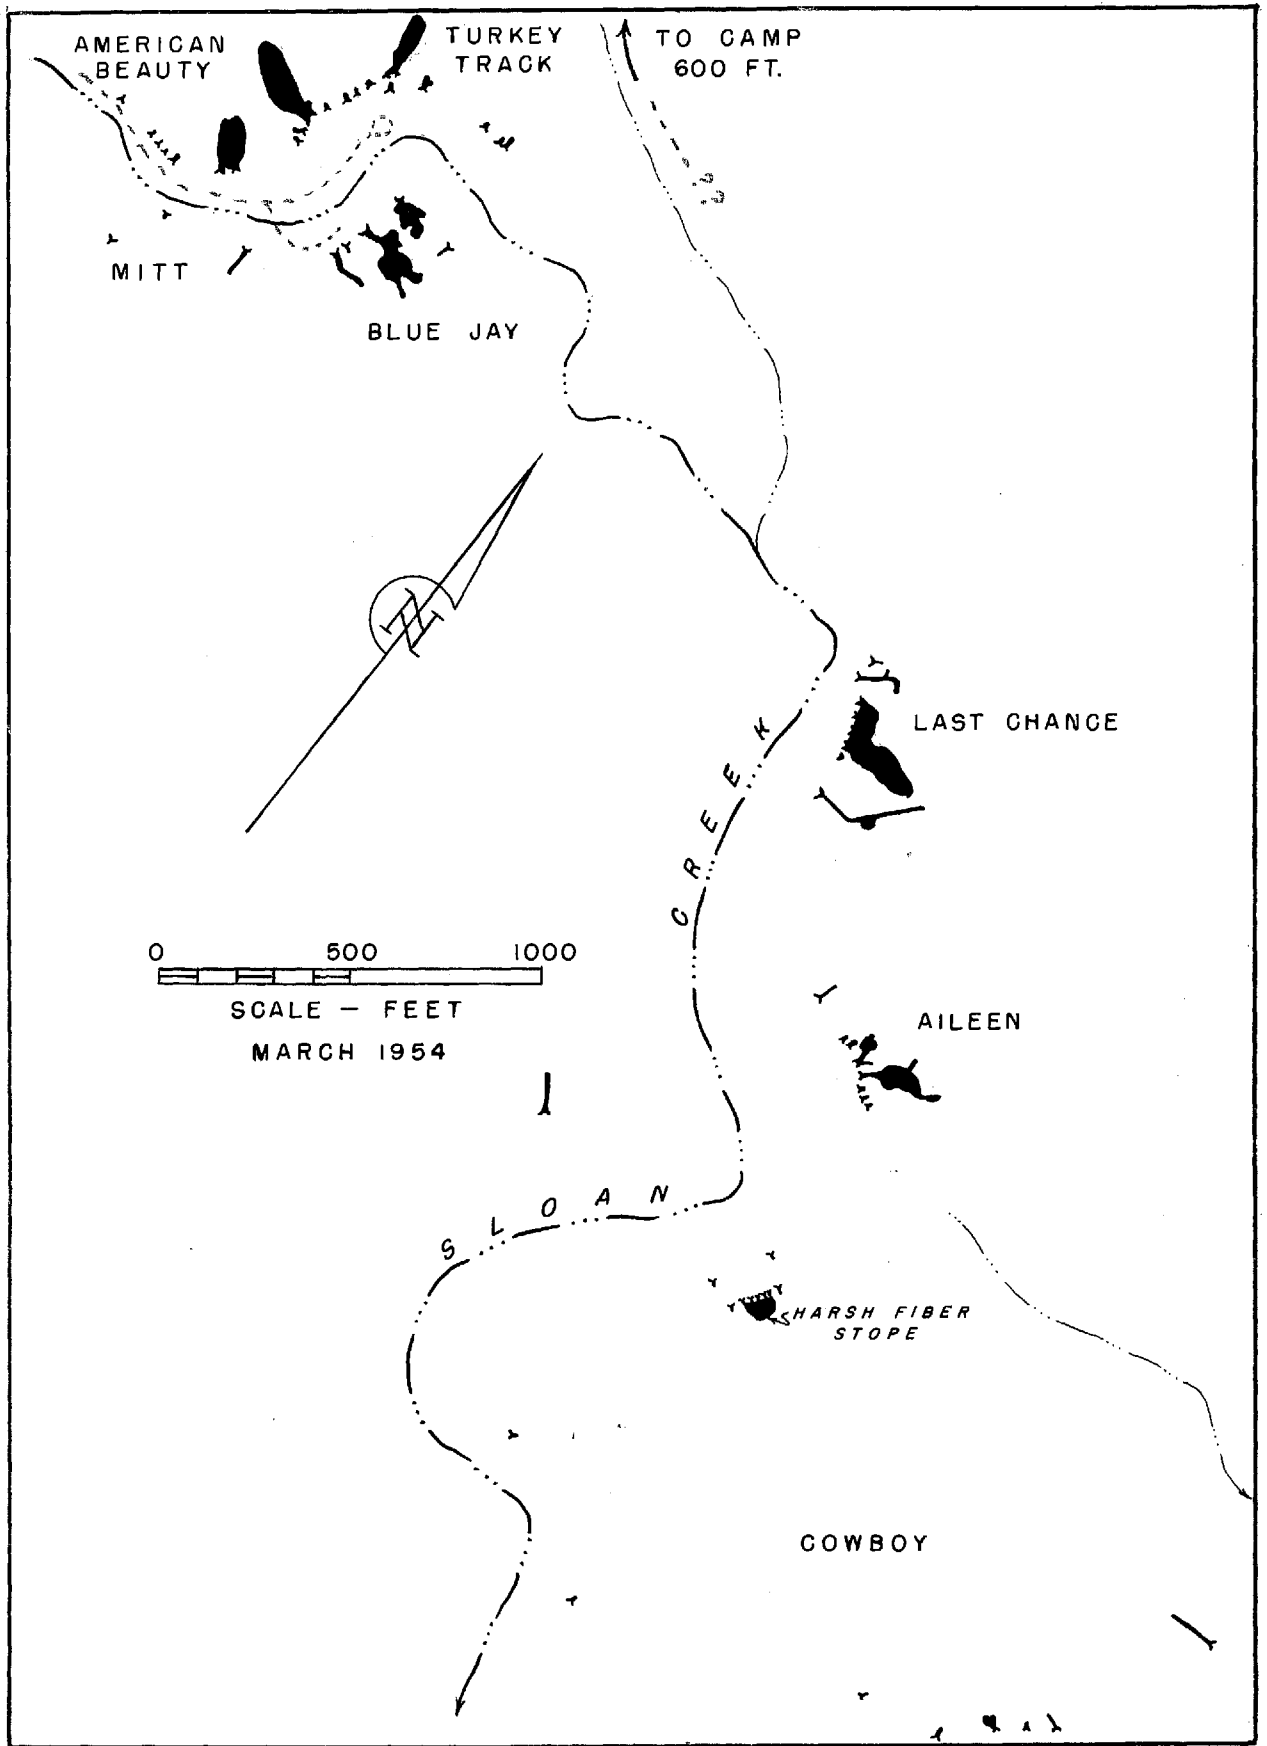 AMERICAN
BEAUTY
TURKEY
TRACK
TO CAMP
600 FT.
MITT
BLUE JAY
N
LAST CHANCE
0 500 1000
SCALE — FEET
MARCH 1954
AILEEN
SLOAN CREEK
HARSH FIBER
STOPE
COWBOY